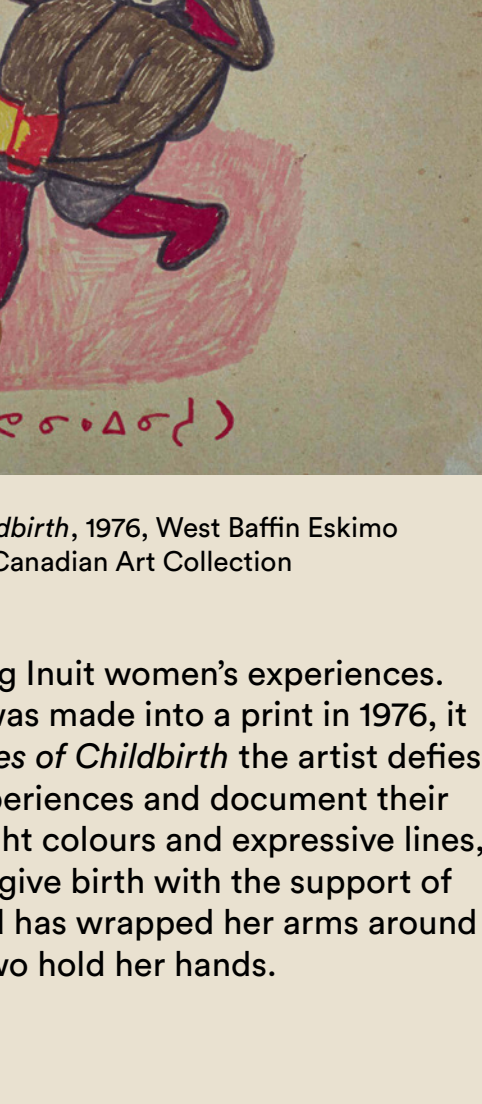 σ•Δσ
dbirth, 1976, West Baffin Eskimo
Canadian Art Collection
g Inuit women’s experiences.
was made into a print in 1976, it
es of Childbirth the artist defies
periences and document their
ht colours and expressive lines,
give birth with the support of
l has wrapped her arms around
wo hold her hands.